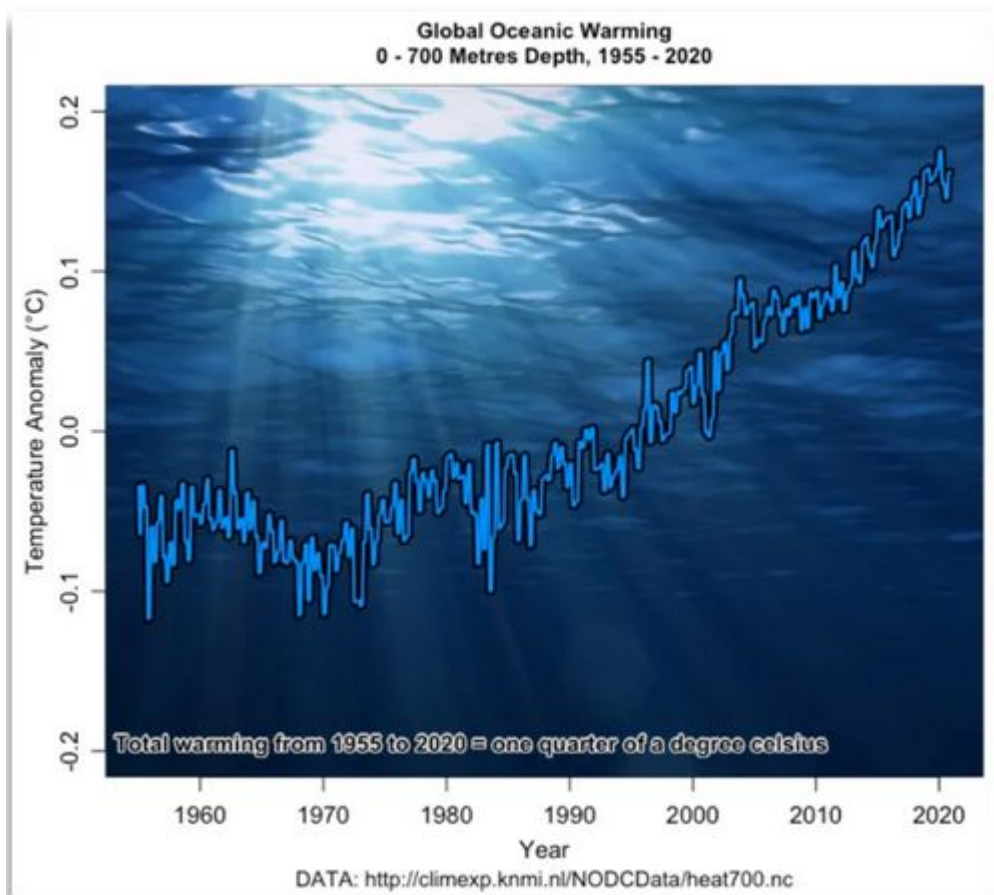 Global Oceanic Warming
0 - 700 Metres Depth, 1955 - 2020
0.2
0.1
0.0
-0.1
-0.2
Temperature Anomaly (°C)
Total warming from 1955 to 2020 = one quarter of a degree celsius
1960 1970 1980 1990 2000 2010 2020
Year
DATA: http://climexp.knmi.nl/NODCData/heat700.nc